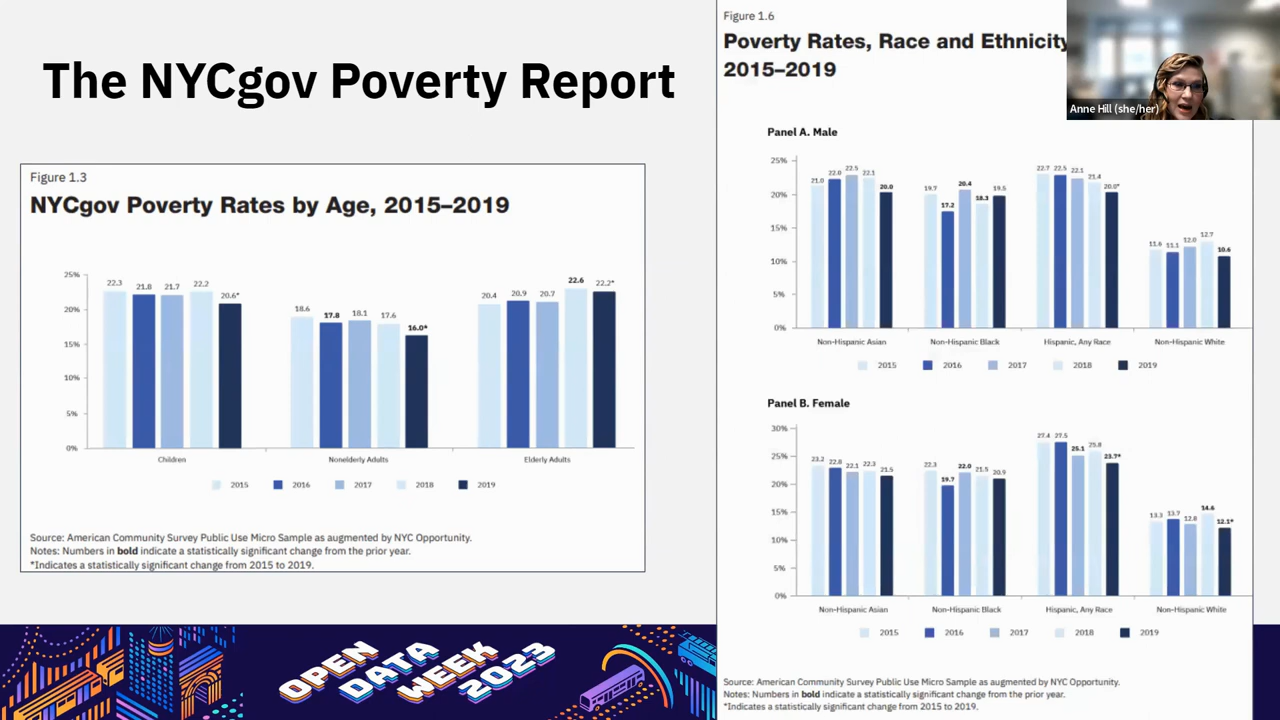 The NYCgov Poverty Report
Figure 1.3
NYCgov Poverty Rates by Age, 2015–2019
25%
20%
15%
10%
5%
0%
22.3 21.8 21.7 22.2 20.6*
18.6 17.8 18.1 17.6 16.0*
20.4 20.9 20.7 22.6 22.2*
Children Nonelderly Adults Elderly Adults
2015 2016 2017 2018 2019
Source: American Community Survey Public Use Micro Sample as augmented by NYC Opportunity.
Notes: Numbers in bold indicate a statistically significant change from the prior year.
*Indicates a statistically significant change from 2015 to 2019.
OPEN
DATA
WEEK
2023
Figure 1.6
Poverty Rates, Race and Ethnicity
2015–2019
Anne Hill (she/her)
Panel A. Male
25%
20%
15%
10%
5%
0%
21.0 22.0 22.5 22.1 20.0
19.7 17.2 20.4 18.3 19.5
22.7 22.5 22.1 21.4 20.0*
11.6 11.3 12.0 12.7 10.6
Non-Hispanic Asian Non-Hispanic Black Hispanic, Any Race Non-Hispanic White
2015 2016 2017 2018 2019
Panel B. Female
30%
25%
20%
15%
10%
5%
0%
23.2 22.8 22.1 22.3 21.5
22.3 19.7 22.0 21.5 20.9
27.4 27.5 25.1 25.8 23.7*
13.3 13.7 12.8 14.6 12.1*
Non-Hispanic Asian Non-Hispanic Black Hispanic, Any Race Non-Hispanic White
2015 2016 2017 2018 2019
Source: American Community Survey Public Use Micro Sample as augmented by NYC Opportunity.
Notes: Numbers in bold indicate a statistically significant change from the prior year.
*Indicates a statistically significant change from 2015 to 2019.